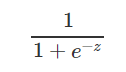 1
1 + e^{-z}